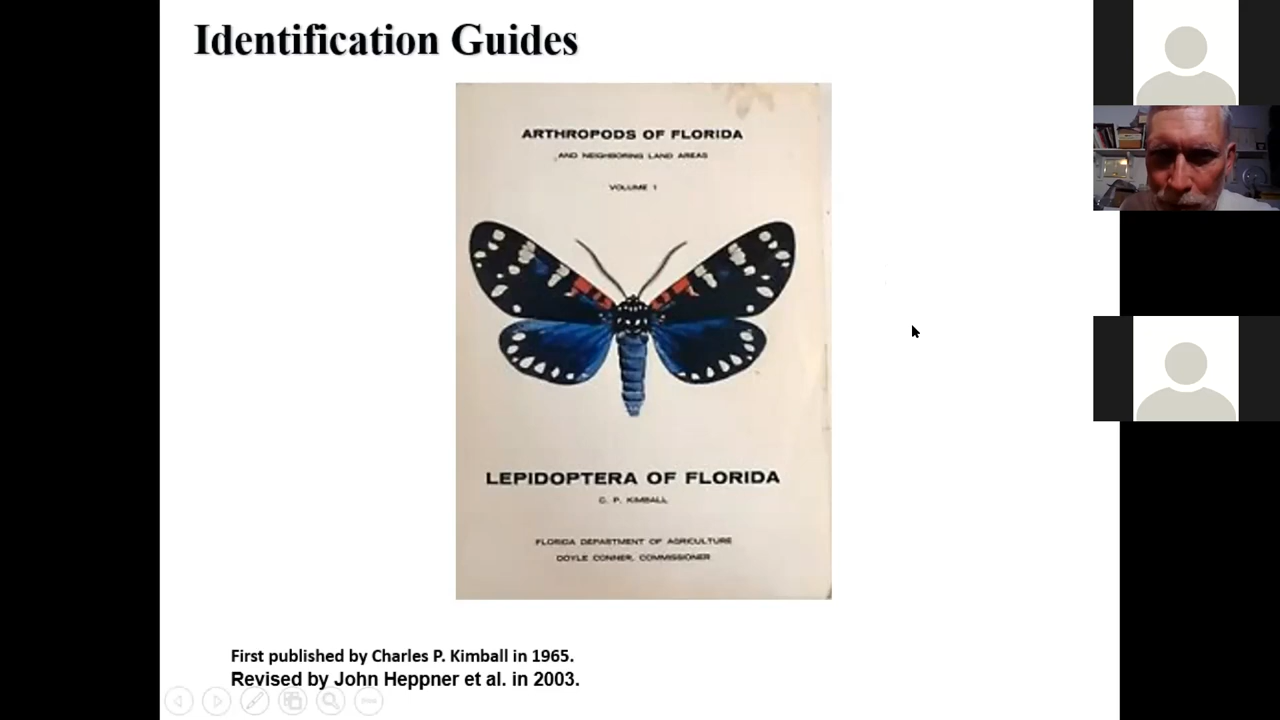 Identification Guides
ARTHROPODS OF FLORIDA
AND NEIGHBORING LAND AREAS
VOLUME 1
LEPIDOPTERA OF FLORIDA
C. P. KIMBALL
FLORIDA DEPARTMENT OF AGRICULTURE
DOYLE CONNER, COMMISSIONER
First published by Charles P. Kimball in 1965.
Revised by John Heppner et al. in 2003.